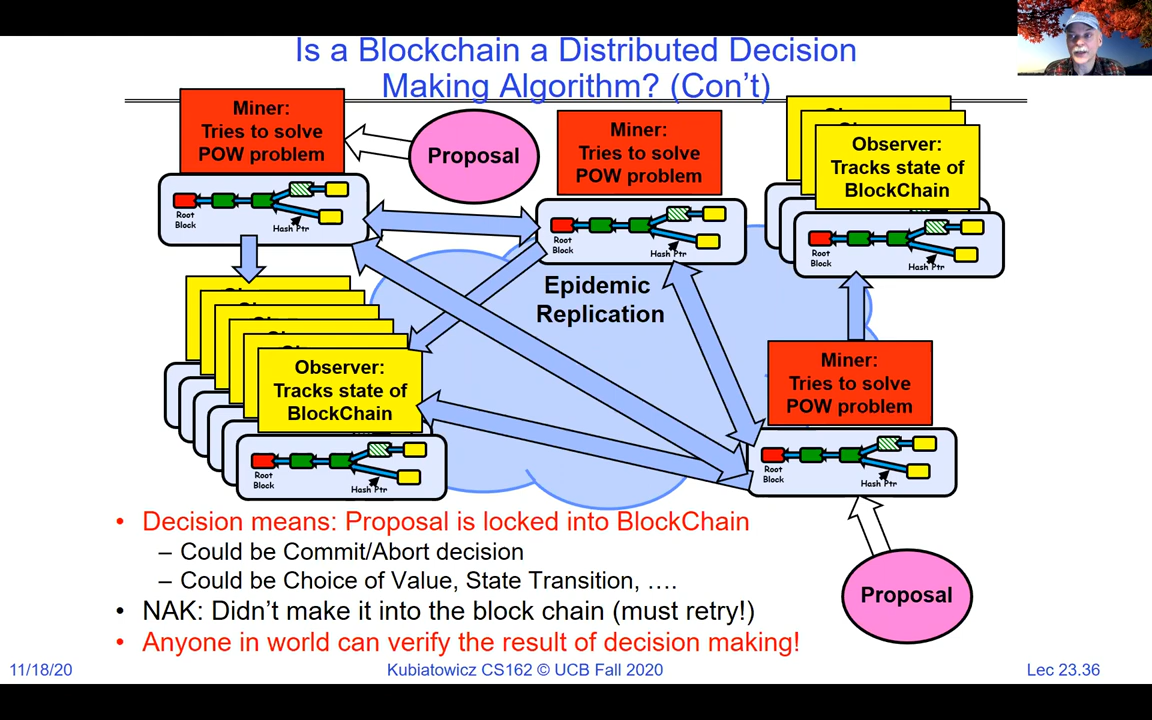 Is a Blockchain a Distributed Decision
Making Algorithm? (Con't)
Miner:
Tries to solve
POW problem
Proposal
Miner:
Tries to solve
POW problem
Observer:
Tracks state of
BlockChain
Root
Block
Hash Ptr
Root
Block
Hash Ptr
Root
Block
Hash Ptr
Epidemic
Replication
Observer:
Tracks state of
BlockChain
Root
Block
Hash Ptr
Miner:
Tries to solve
POW problem
Root
Block
Hash Ptr
Proposal
• Decision means: Proposal is locked into BlockChain
– Could be Commit/Abort decision
– Could be Choice of Value, State Transition, ….
• NAK: Didn't make it into the block chain (must retry!)
• Anyone in world can verify the result of decision making!
11/18/20
Kubiatowicz CS162 © UCB Fall 2020
Lec 23.36